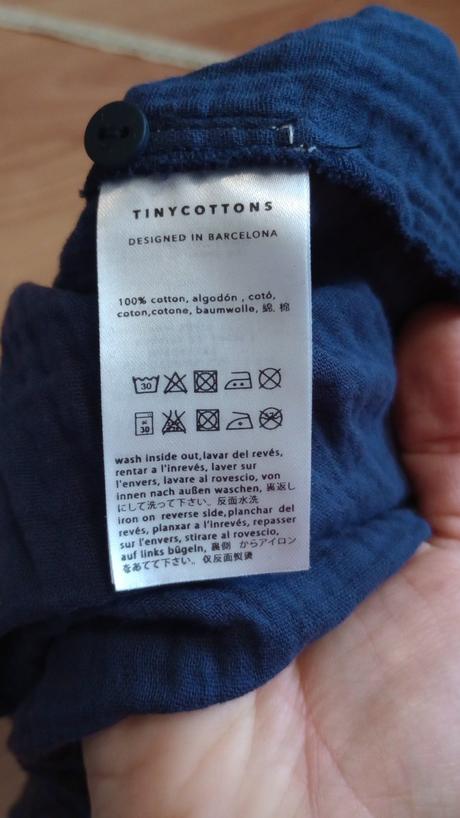 TINYCOTTONS
DESIGNED IN BARCELONA
100% cotton, algodón , cotó,
coton,cotone, baumwolle, 綿, 棉
30
30
wash inside out,lavar del revés,
rentar a l'inrevés, laver sur
l'envers, lavare al rovescio, von
innen nach außen waschen,裏返し
にして洗って下さい。反面水洗
iron on reverse side,planchar del
revés, planxar a l'inrevés, repasser
sur l'envers, stirare al rovescio,
auf links bügeln, 裏側 からアイロン
をあてて下さい。仅反面熨烫